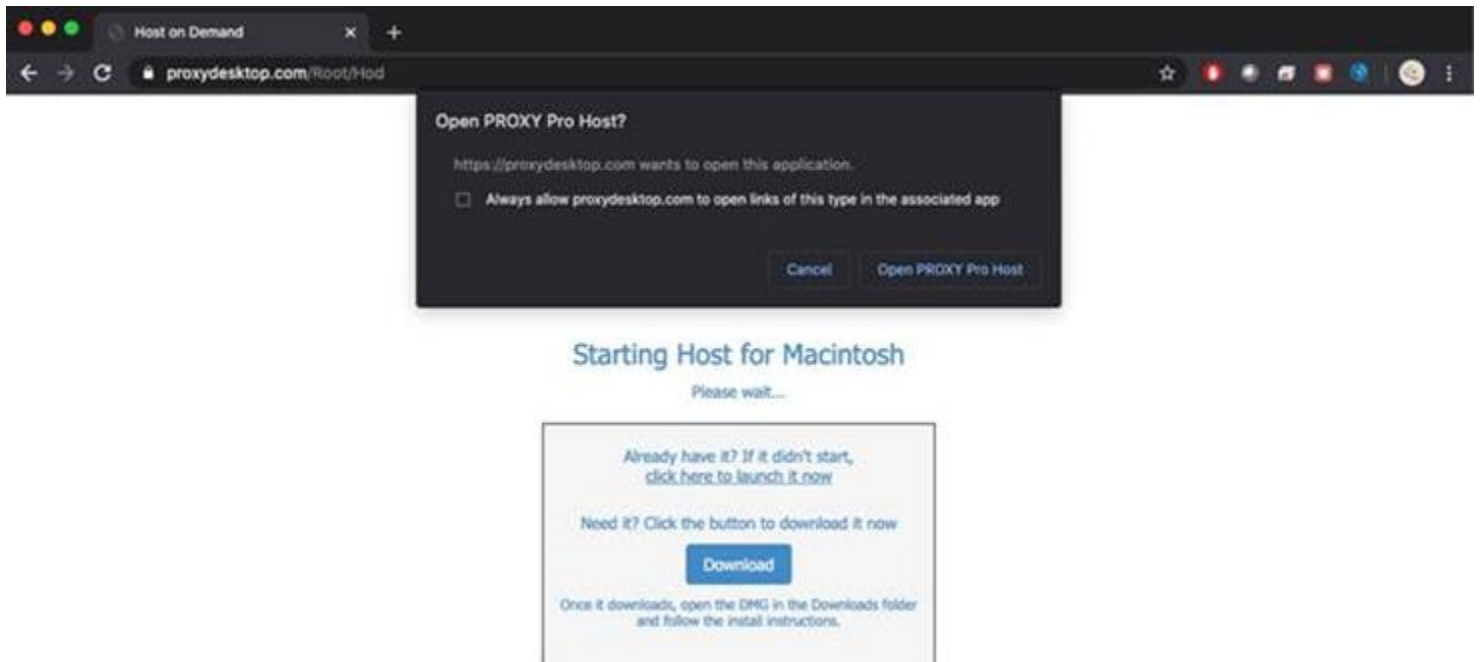 Host on Demand
proxydesktop.com/Root/Hod
Open PROXY Pro Host?
https://proxydesktop.com wants to open this application.
Always allow proxydesktop.com to open links of this type in the associated app
Cancel Open PROXY Pro Host
Starting Host for Macintosh
Please wait...
Already have it? If it didn't start,
click here to launch it now
Need it? Click the button to download it now
Download
Once it downloads, open the DMG in the Downloads folder
and follow the install instructions.